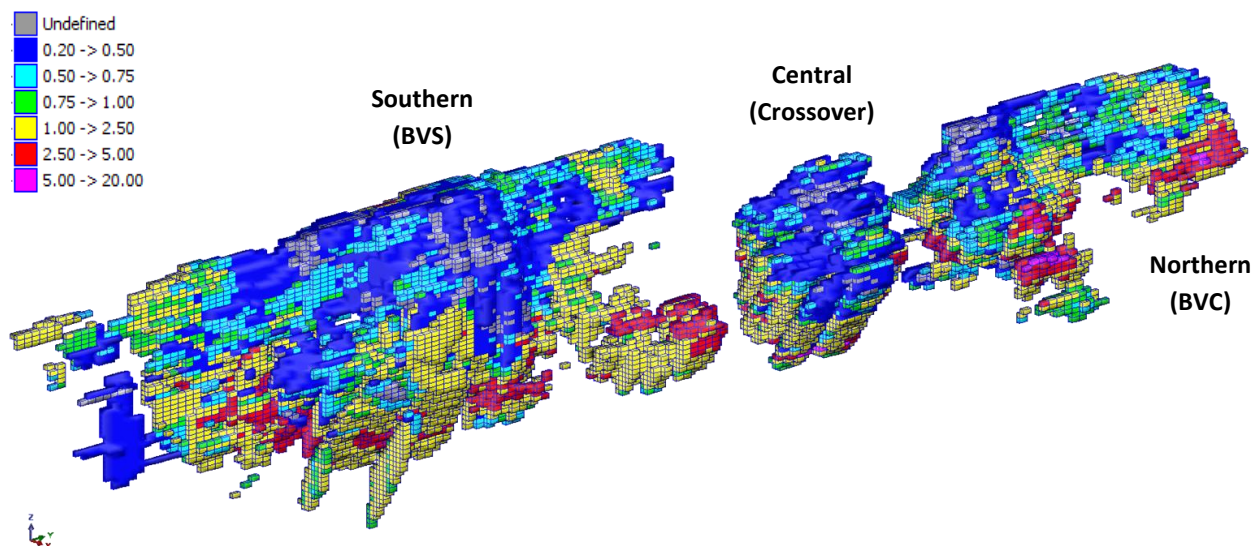 Undefined
0.20 -> 0.50
0.50 -> 0.75
0.75 -> 1.00
1.00 -> 2.50
2.50 -> 5.00
5.00 -> 20.00
Southern
(BVS)
Central
(Crossover)
Northern
(BVC)
Z
Y
X